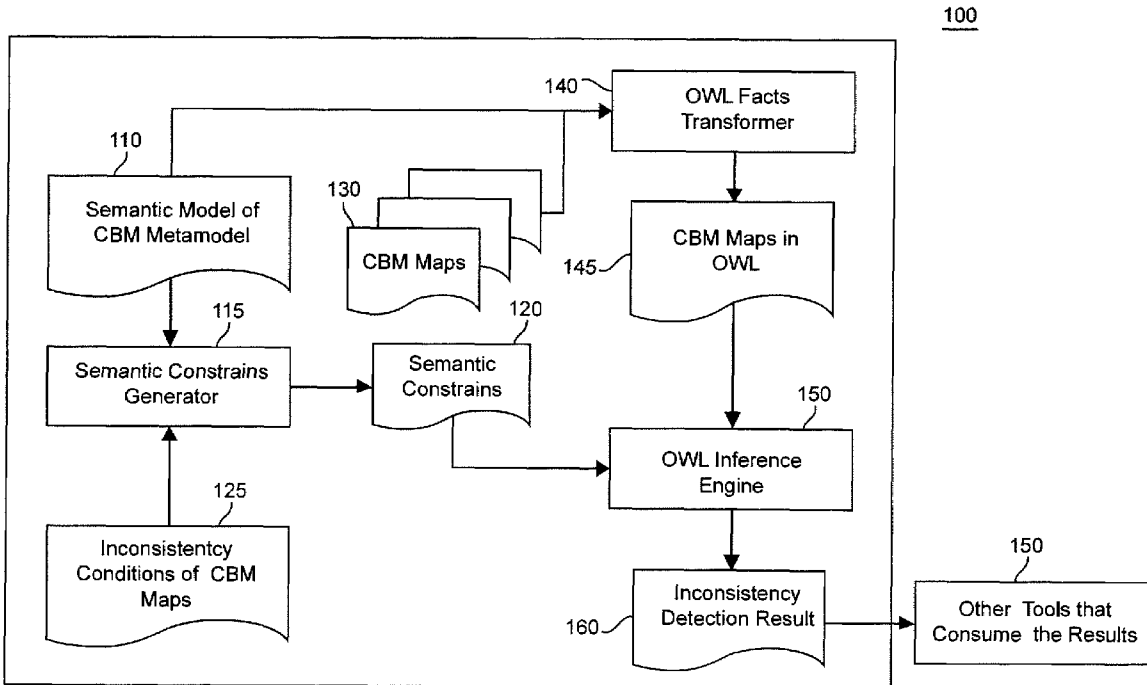 100
140
OWL Facts
Transformer
110
Semantic Model of
CBM Metamodel
130
CBM Maps
CBM Maps in
OWL
145
115
Semantic Constrains
Generator
120
Semantic
Constrains
150
OWL Inference
Engine
125
Inconsistentcy
Conditions of CBM
Maps
Inconsistency
Detection Result
160
150
Other Tools that
Consume the Results